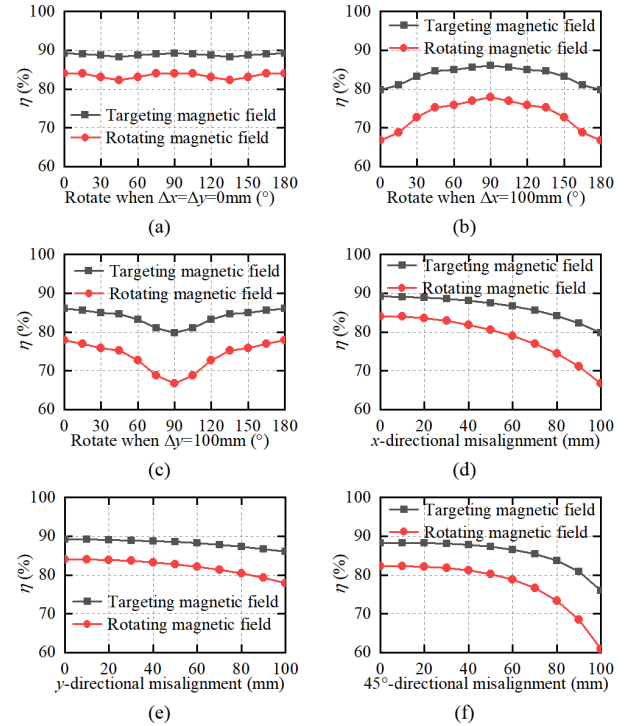 100
90
80
70
60
η (%)
Targeting magnetic field
Rotating magnetic field
0 30 60 90 120 150 180
Rotate when Δx=Δy=0mm (°)
(a)
100
90
80
70
60
η (%)
Targeting magnetic field
Rotating magnetic field
0 30 60 90 120 150 180
Rotate when Δx=100mm (°)
(b)
100
90
80
70
60
η (%)
Targeting magnetic field
Rotating magnetic field
0 30 60 90 120 150 180
Rotate when Δy=100mm (°)
(c)
100
90
80
70
60
η (%)
Targeting magnetic field
Rotating magnetic field
0 20 40 60 80 100
x-directional misalignment (mm)
(d)
100
90
80
70
60
η (%)
Targeting magnetic field
Rotating magnetic field
0 20 40 60 80 100
y-directional misalignment (mm)
(e)
100
90
80
70
60
η (%)
Targeting magnetic field
Rotating magnetic field
0 20 40 60 80 100
45°-directional misalignment (mm)
(f)